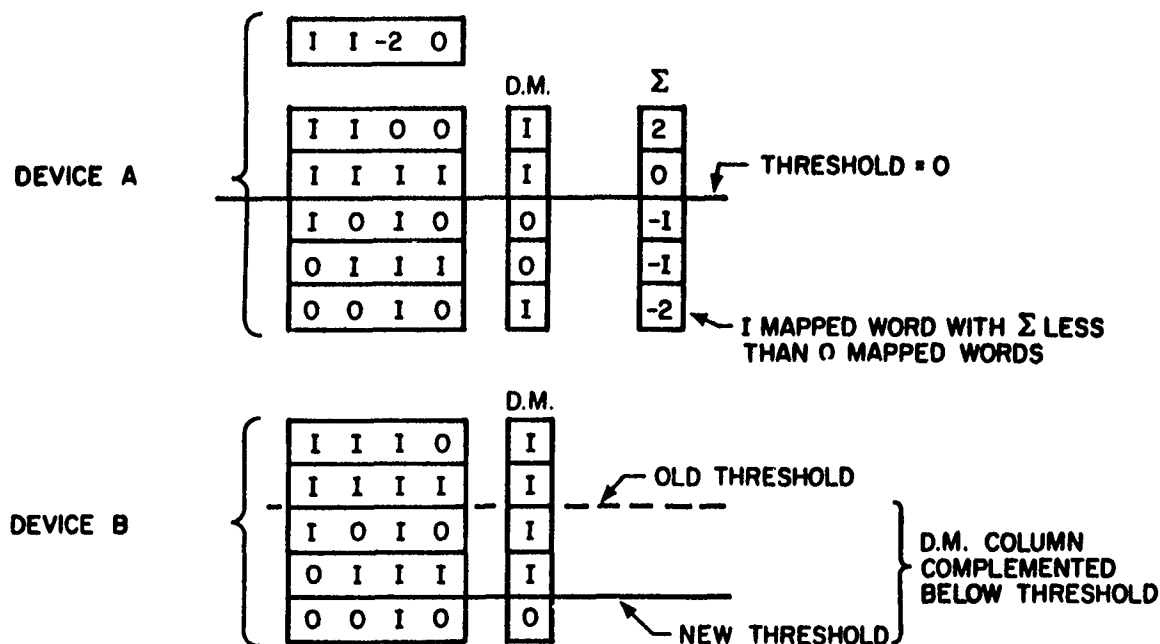 I I -2 0
D.M.
Σ
I I 0 0 I 2
I I I I I 0
THRESHOLD = 0
DEVICE A
I 0 I 0 0 -I
0 I I I 0 -I
0 0 I 0 I -2
I MAPPED WORD WITH Σ LESS
THAN 0 MAPPED WORDS
D.M.
I I I 0 I
I I I I I
OLD THRESHOLD
DEVICE B
I 0 I 0 I
0 I I I I
0 0 I 0 0
NEW THRESHOLD
D.M. COLUMN
COMPLEMENTED
BELOW THRESHOLD